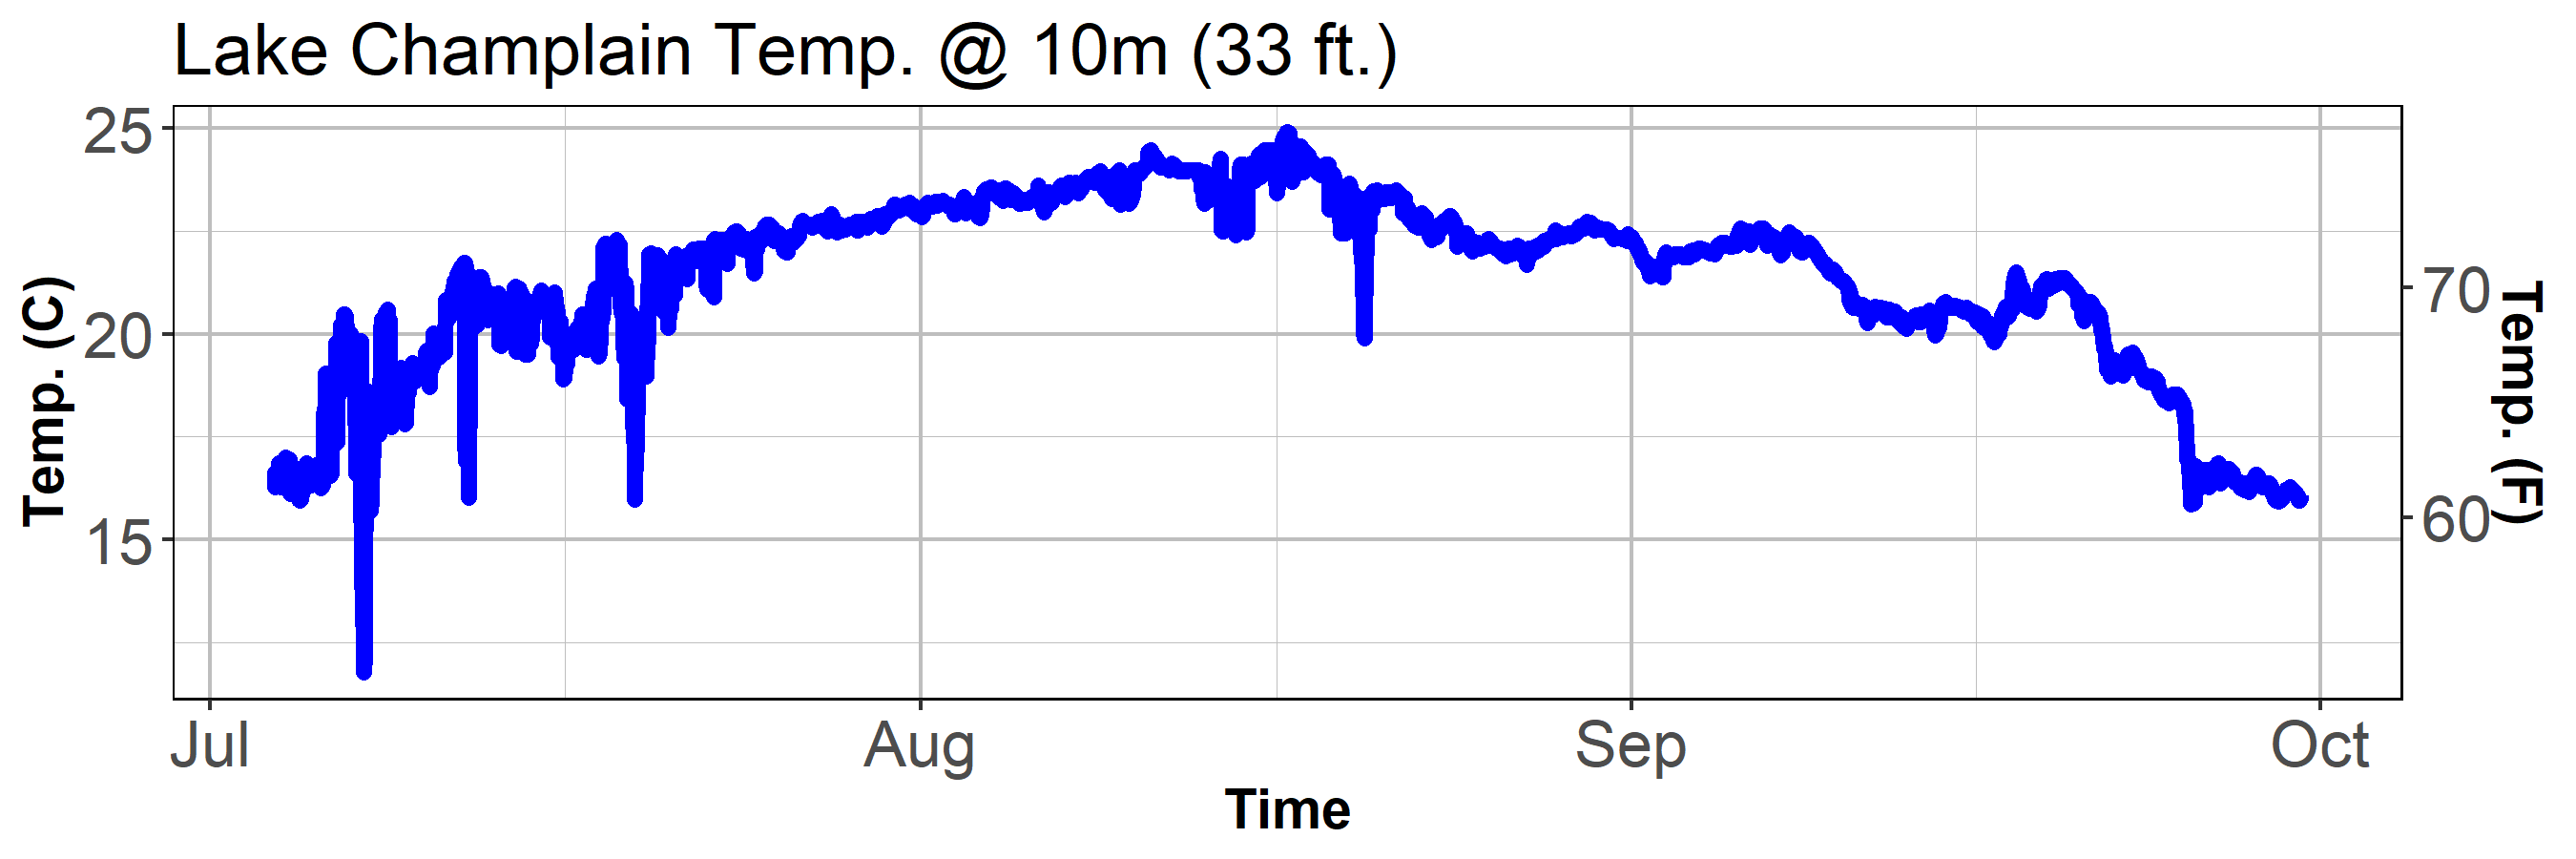 Lake Champlain Temp. @ 10m (33 ft.)
Temp. (C)
25
20
15
70
60
Temp. (F)
Jul Aug Sep Oct
Time